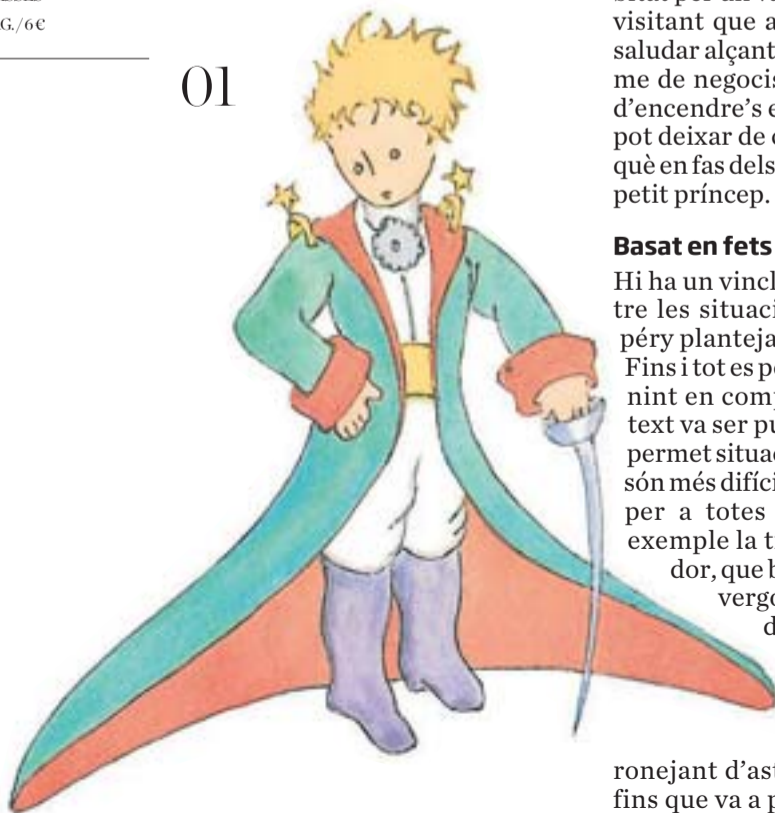 G./6 €
01
visitant que a
saludar alçant
me de negocis
d'encendre's e
pot deixar de
què en fas dels
petit príncep.
Basat en fets
Hi ha un vincl
tre les situaci
péry planteja
Fins i tot es p
nint en comp
text va ser pu
permet situac
són més difíci
per a totes
exemple la t
dor, que b
vergo
d
ronejant d'ast
fins que va a p